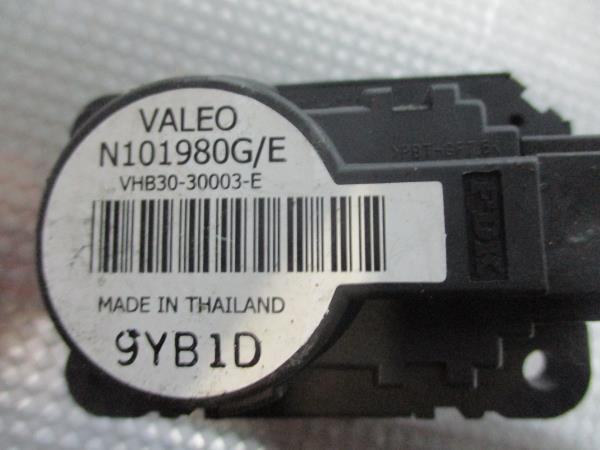 VALEO
N101980G/E
VHB30-30003-E
MADE IN THAILAND
9YB1D